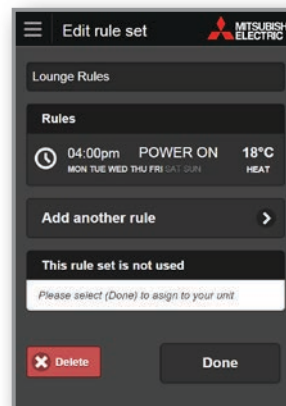 Edit rule set
MITSUBISH
ELECTRIC
Lounge Rules
Rules
04:00pm POWER ON 18°C
MON TUE WED THU FRI SAT SUN HEAT
Add another rule
This rule set is not used
Please select (Done) to asign to your unit
Delete
Done